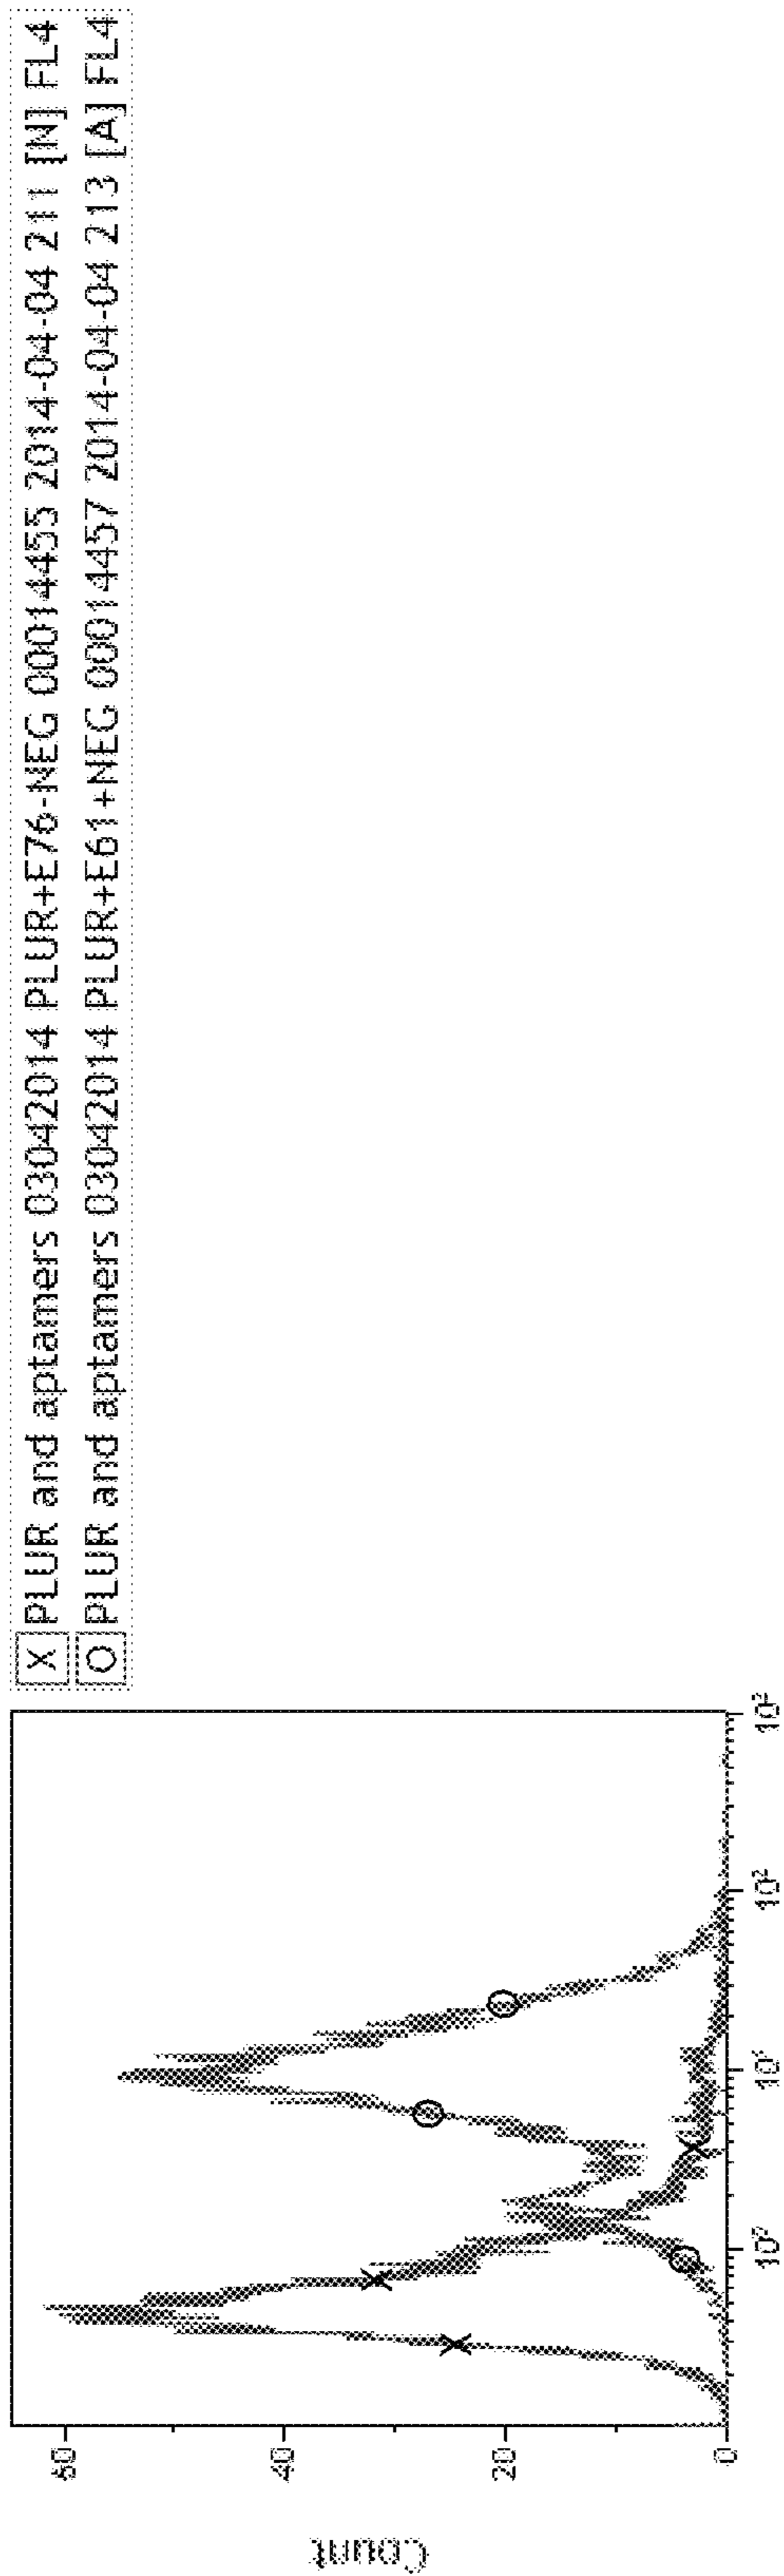 X PLUR and aptamers 03042014 PLUR+E76-NEG 00014455 2014-04-04 211 [N] FL4
O PLUR and aptamers 03042014 PLUR+E61+NEG 00014457 2014-04-04 213 [A] FL4
Count
60
40
20
0
10⁰
10¹
10²